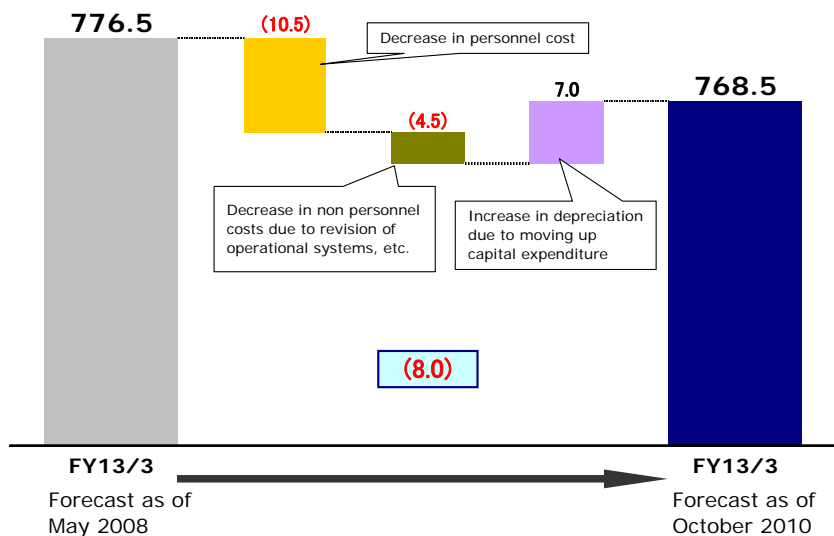 776.5
(10.5)
Decrease in personnel cost
(4.5)
7.0
768.5
Decrease in non personnel
costs due to revision of
operational systems, etc.
Increase in depreciation
due to moving up
capital expenditure
(8.0)
FY13/3
Forecast as of
May 2008
FY13/3
Forecast as of
October 2010